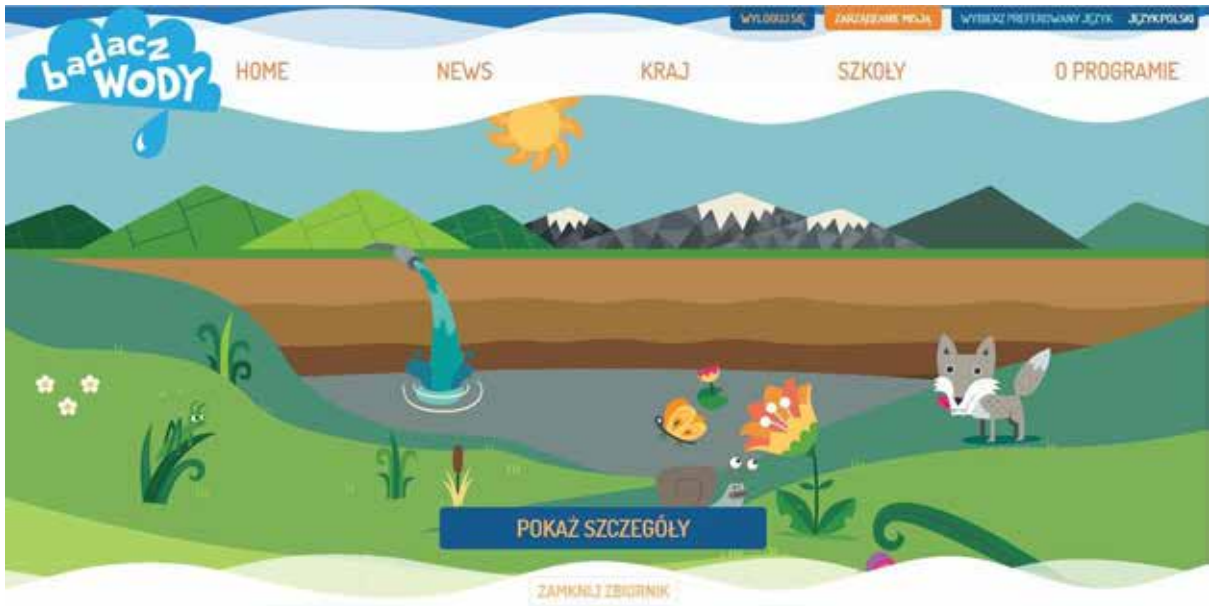 WYLOGUJ SIĘ ZARZĄDZANIE MISJĄ WYBIERZ PREFEROWANY JĘZYK JĘZYK POLSKI
badacz
WODY
HOME NEWS KRAJ SZKOŁY O PROGRAMIE
POKAŻ SZCZEGÓŁY
ZAMKNIJ ZBIORNIK